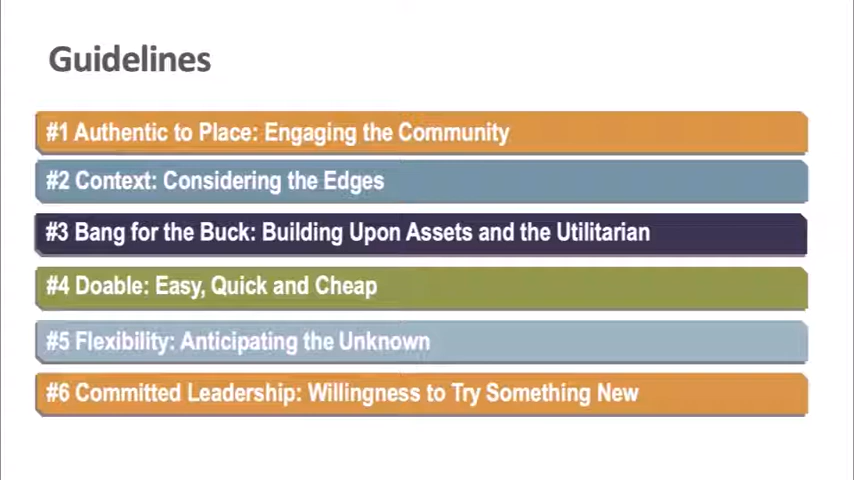 Guidelines
#1 Authentic to Place: Engaging the Community
#2 Context: Considering the Edges
#3 Bang for the Buck: Building Upon Assets and the Utilitarian
#4 Doable: Easy, Quick and Cheap
#5 Flexibility: Anticipating the Unknown
#6 Committed Leadership: Willingness to Try Something New